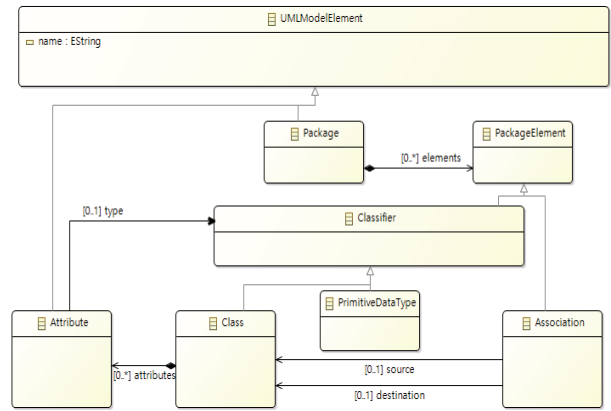 UMLModelElement
name : EString
Package
PackageElement
[0..*] elements
[0..1] type
Classifier
PrimitiveDataType
Attribute
Class
Association
[0..*] attributes
[0..1] source
[0..1] destination